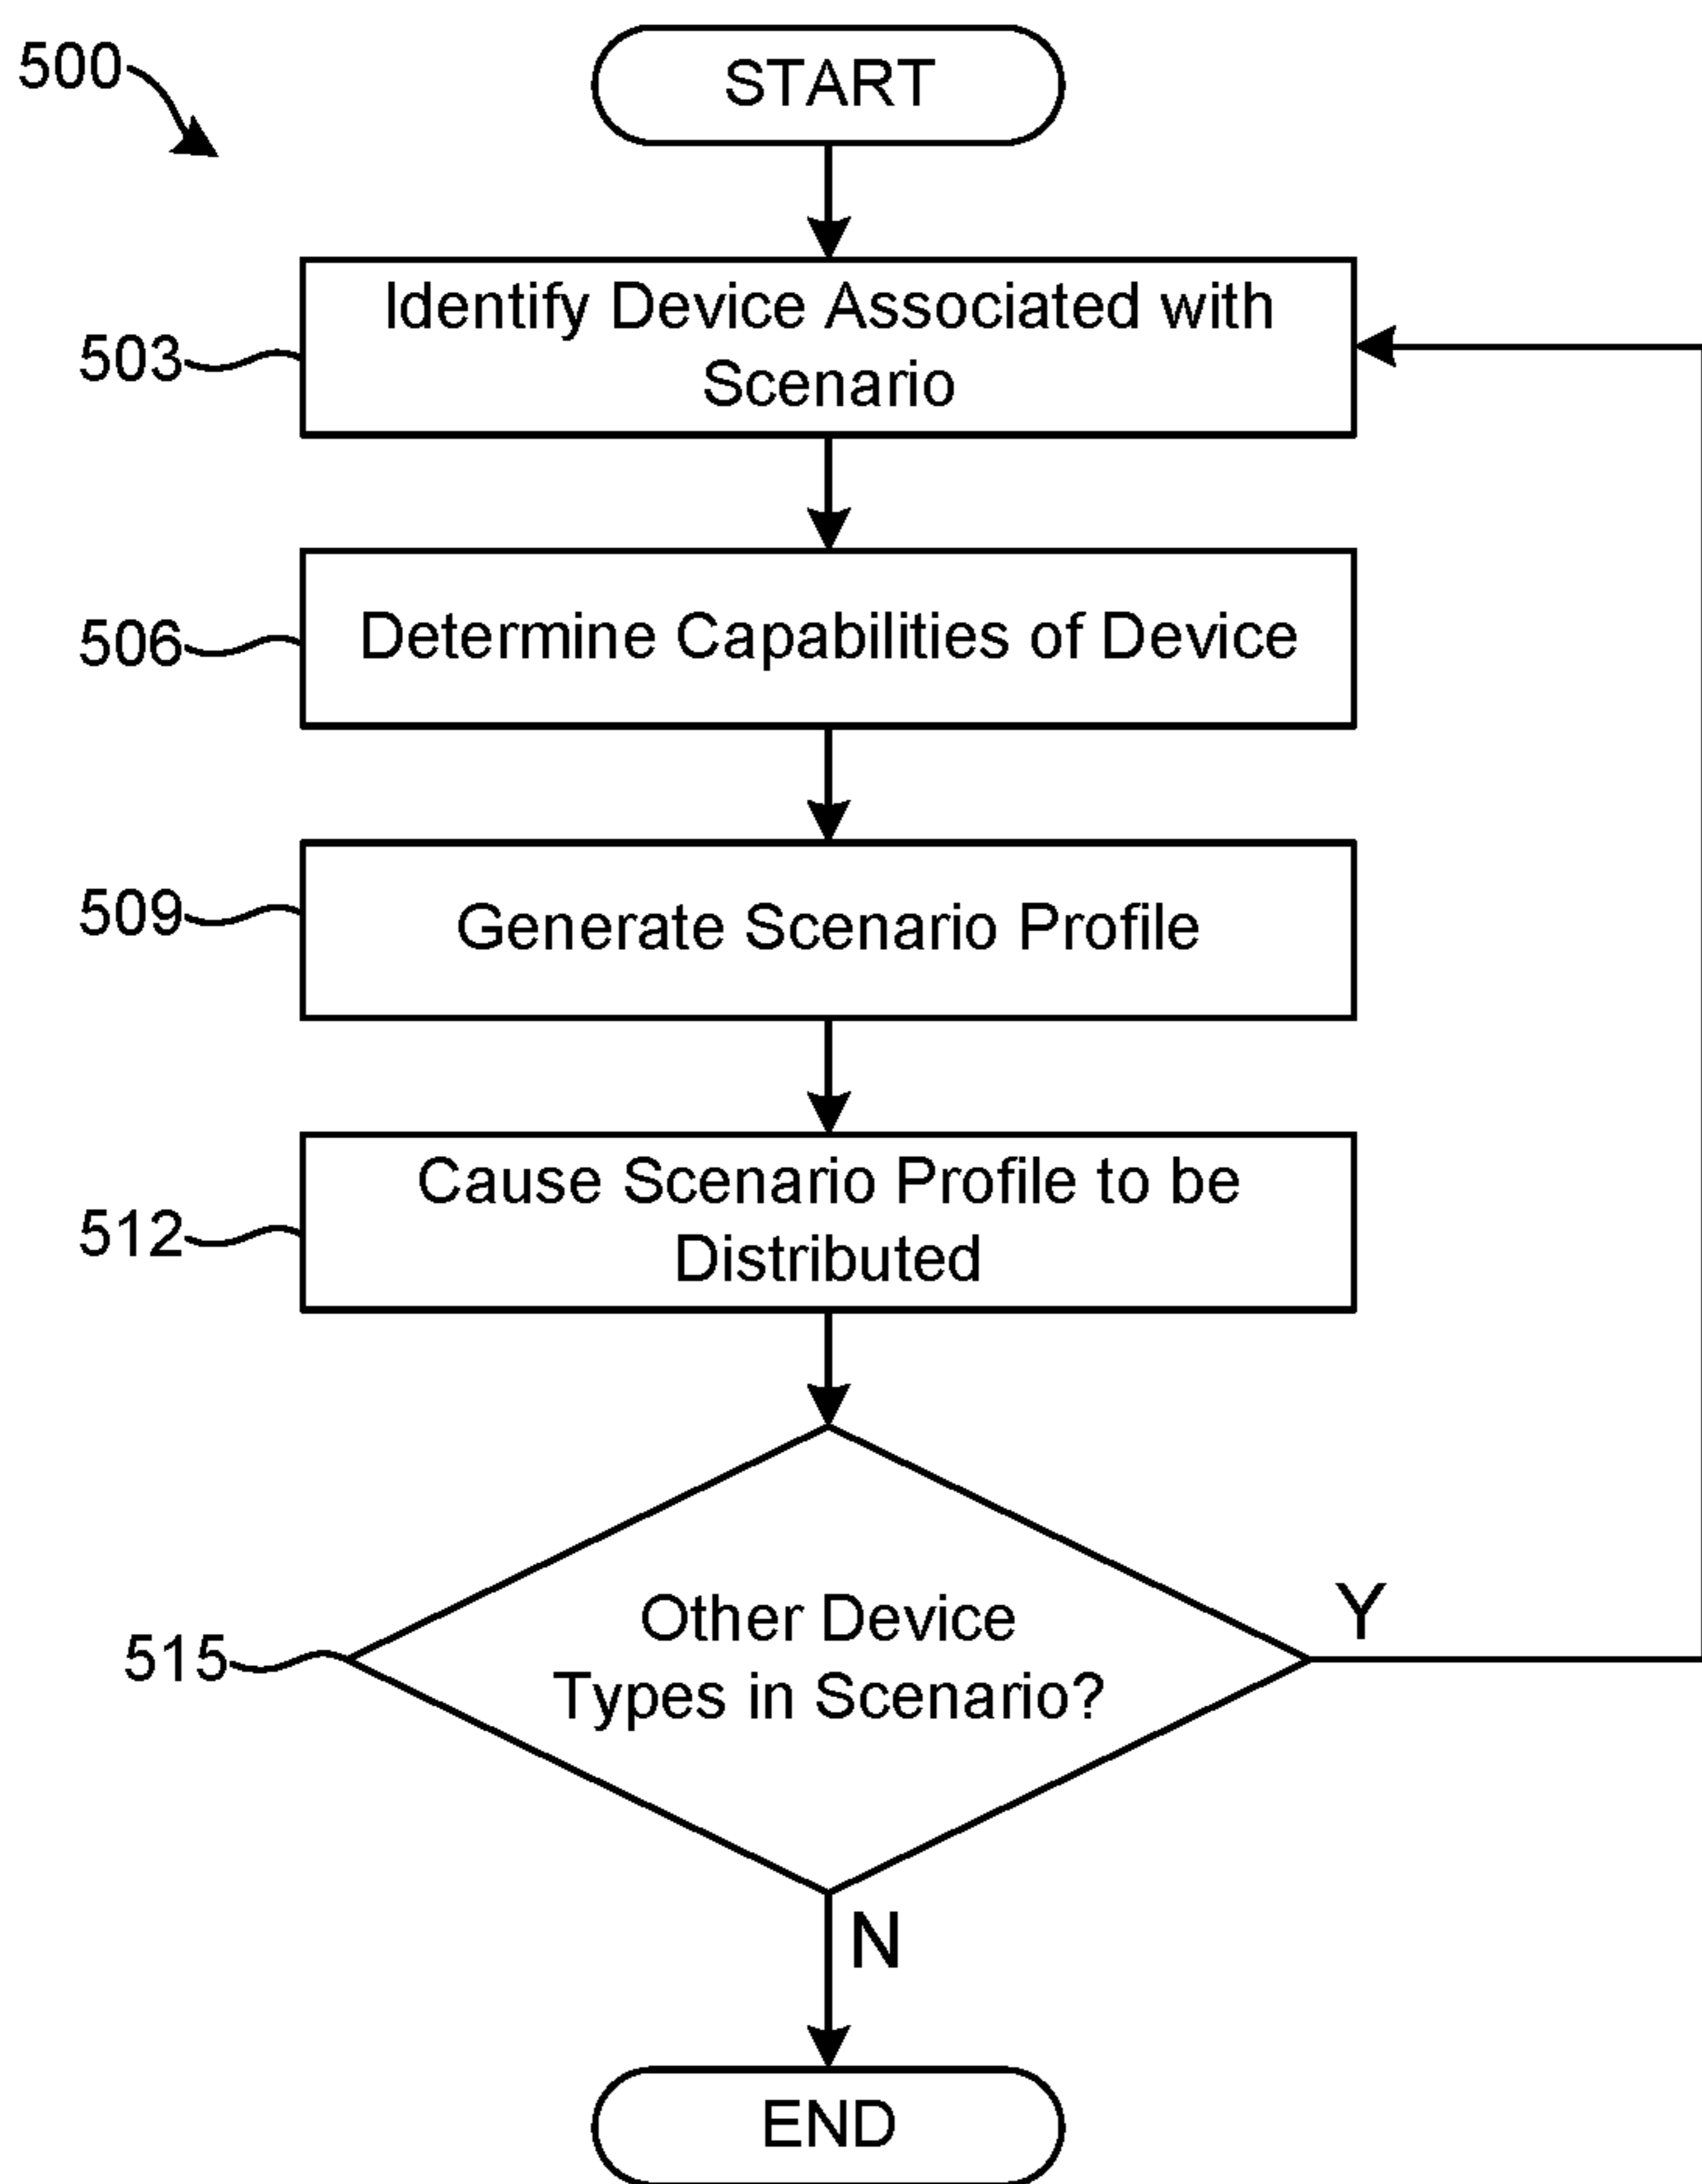 500
START
503
Identify Device Associated with
Scenario
506
Determine Capabilities of Device
509
Generate Scenario Profile
512
Cause Scenario Profile to be
Distributed
515
Other Device
Types in Scenario?
Y
N
END